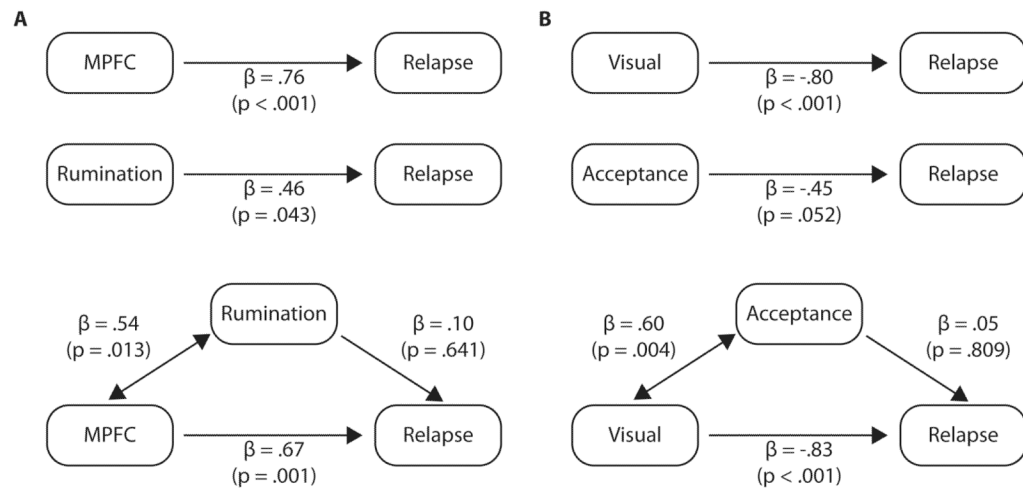 A
MPFC
β = .76
(p < .001)
Relapse
Rumination
β = .46
(p = .043)
Relapse
Rumination
β = .54
(p = .013)
β = .10
(p = .641)
MPFC
β = .67
(p = .001)
Relapse
B
Visual
β = -.80
(p < .001)
Relapse
Acceptance
β = -.45
(p = .052)
Relapse
Acceptance
β = .60
(p = .004)
β = .05
(p = .809)
Visual
β = -.83
(p < .001)
Relapse